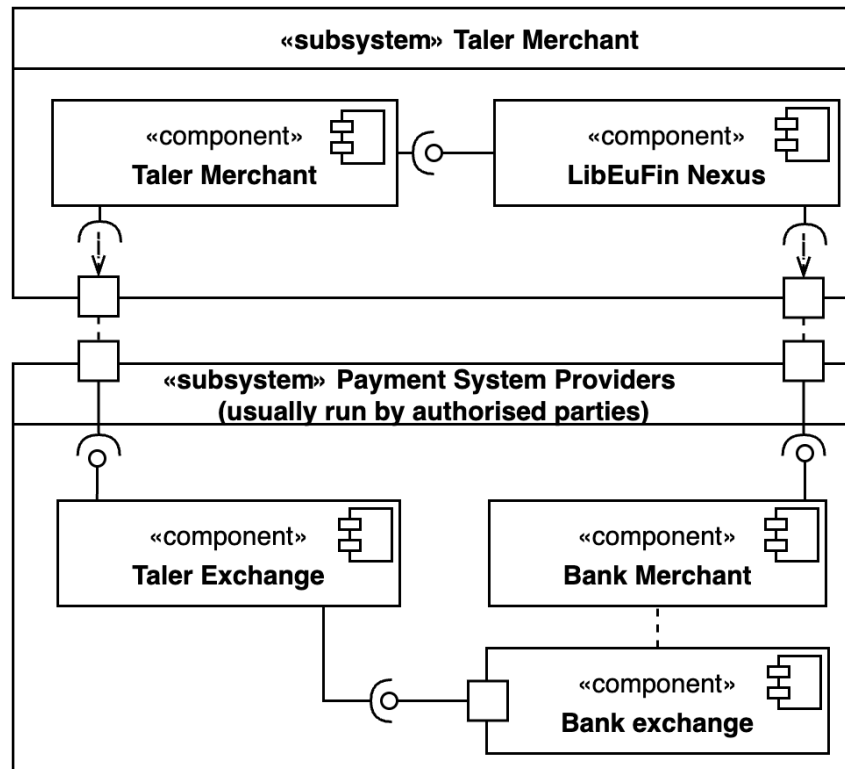 «subsystem» Taler Merchant
«component»
Taler Merchant
«component»
LibEuFin Nexus
«subsystem» Payment System Providers
(usually run by authorised parties)
«component»
Taler Exchange
«component»
Bank Merchant
«component»
Bank exchange